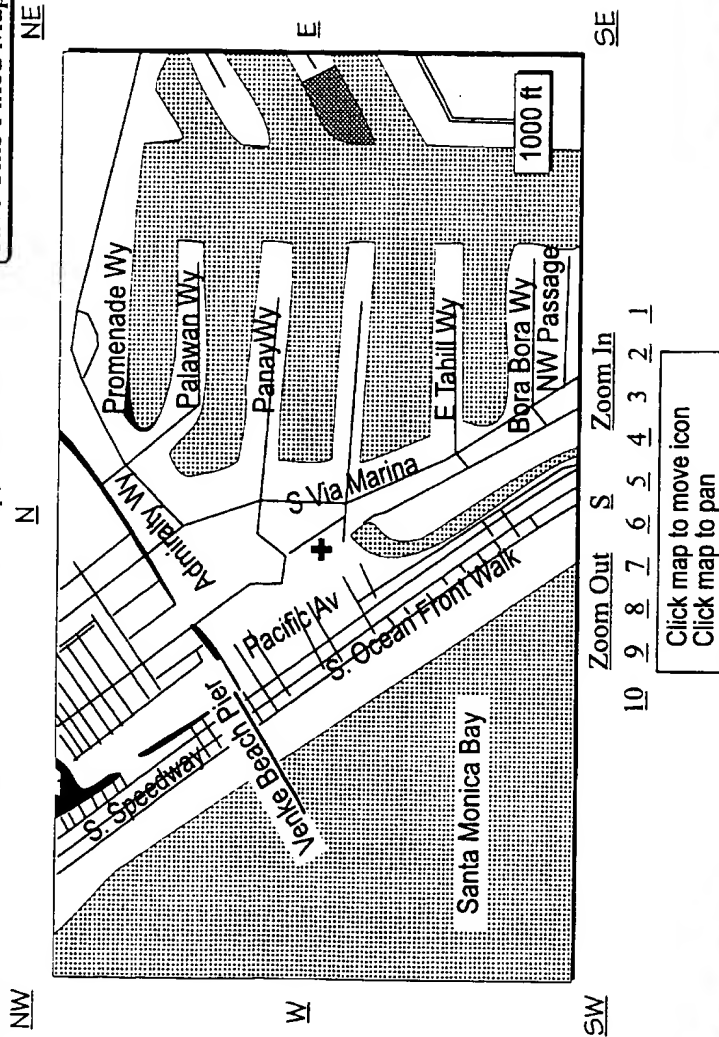 NW
N
NE
W
E
Promenade Wy
Palawan Wy
Admiralty Wy
Panay Wy
S. Speedway
Pacific Av
S Via Marina
Venke Beach Pier
S. Ocean Front Walk
E Tahill Wy
Bora Bora Wy
NW Passage
Santa Monica Bay
1000 ft
SW
Zoom Out S Zoom In
SE
10 9 8 7 6 5 4 3 2 1
Click map to move icon
Click map to pan